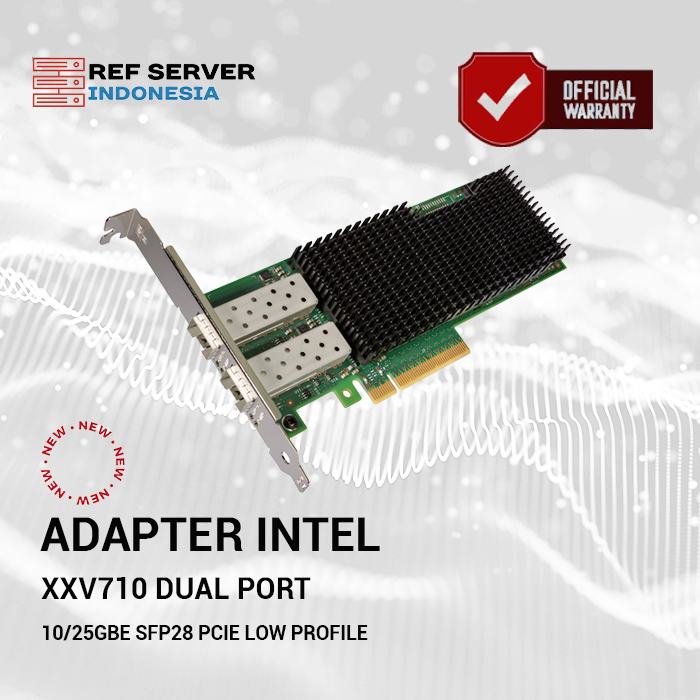 REF SERVER
INDONESIA
OFFICIAL
WARRANTY
NEW • NEW • NEW • NEW • NEW •
ADAPTER INTEL
XXV710 DUAL PORT
10/25GBE SFP28 PCIE LOW PROFILE